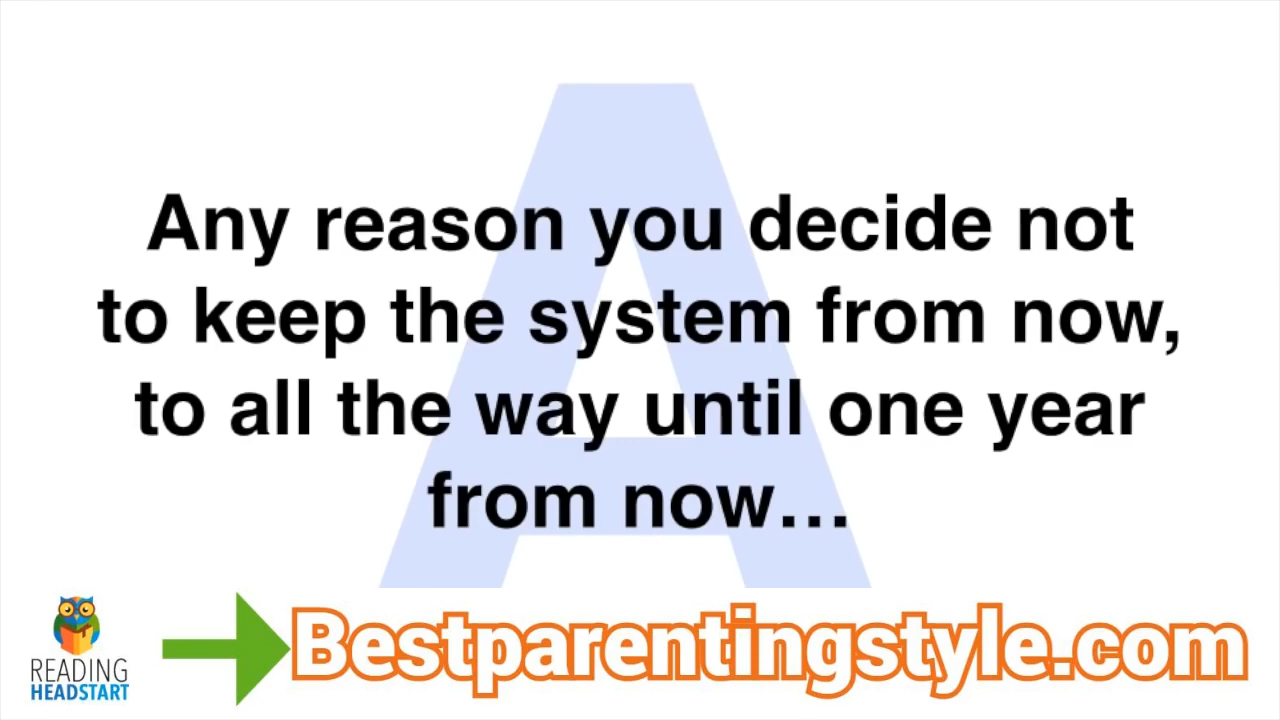 A
Any reason you decide not
to keep the system from now,
to all the way until one year
from now...
READING
HEADSTART
Bestparentingstyle.com